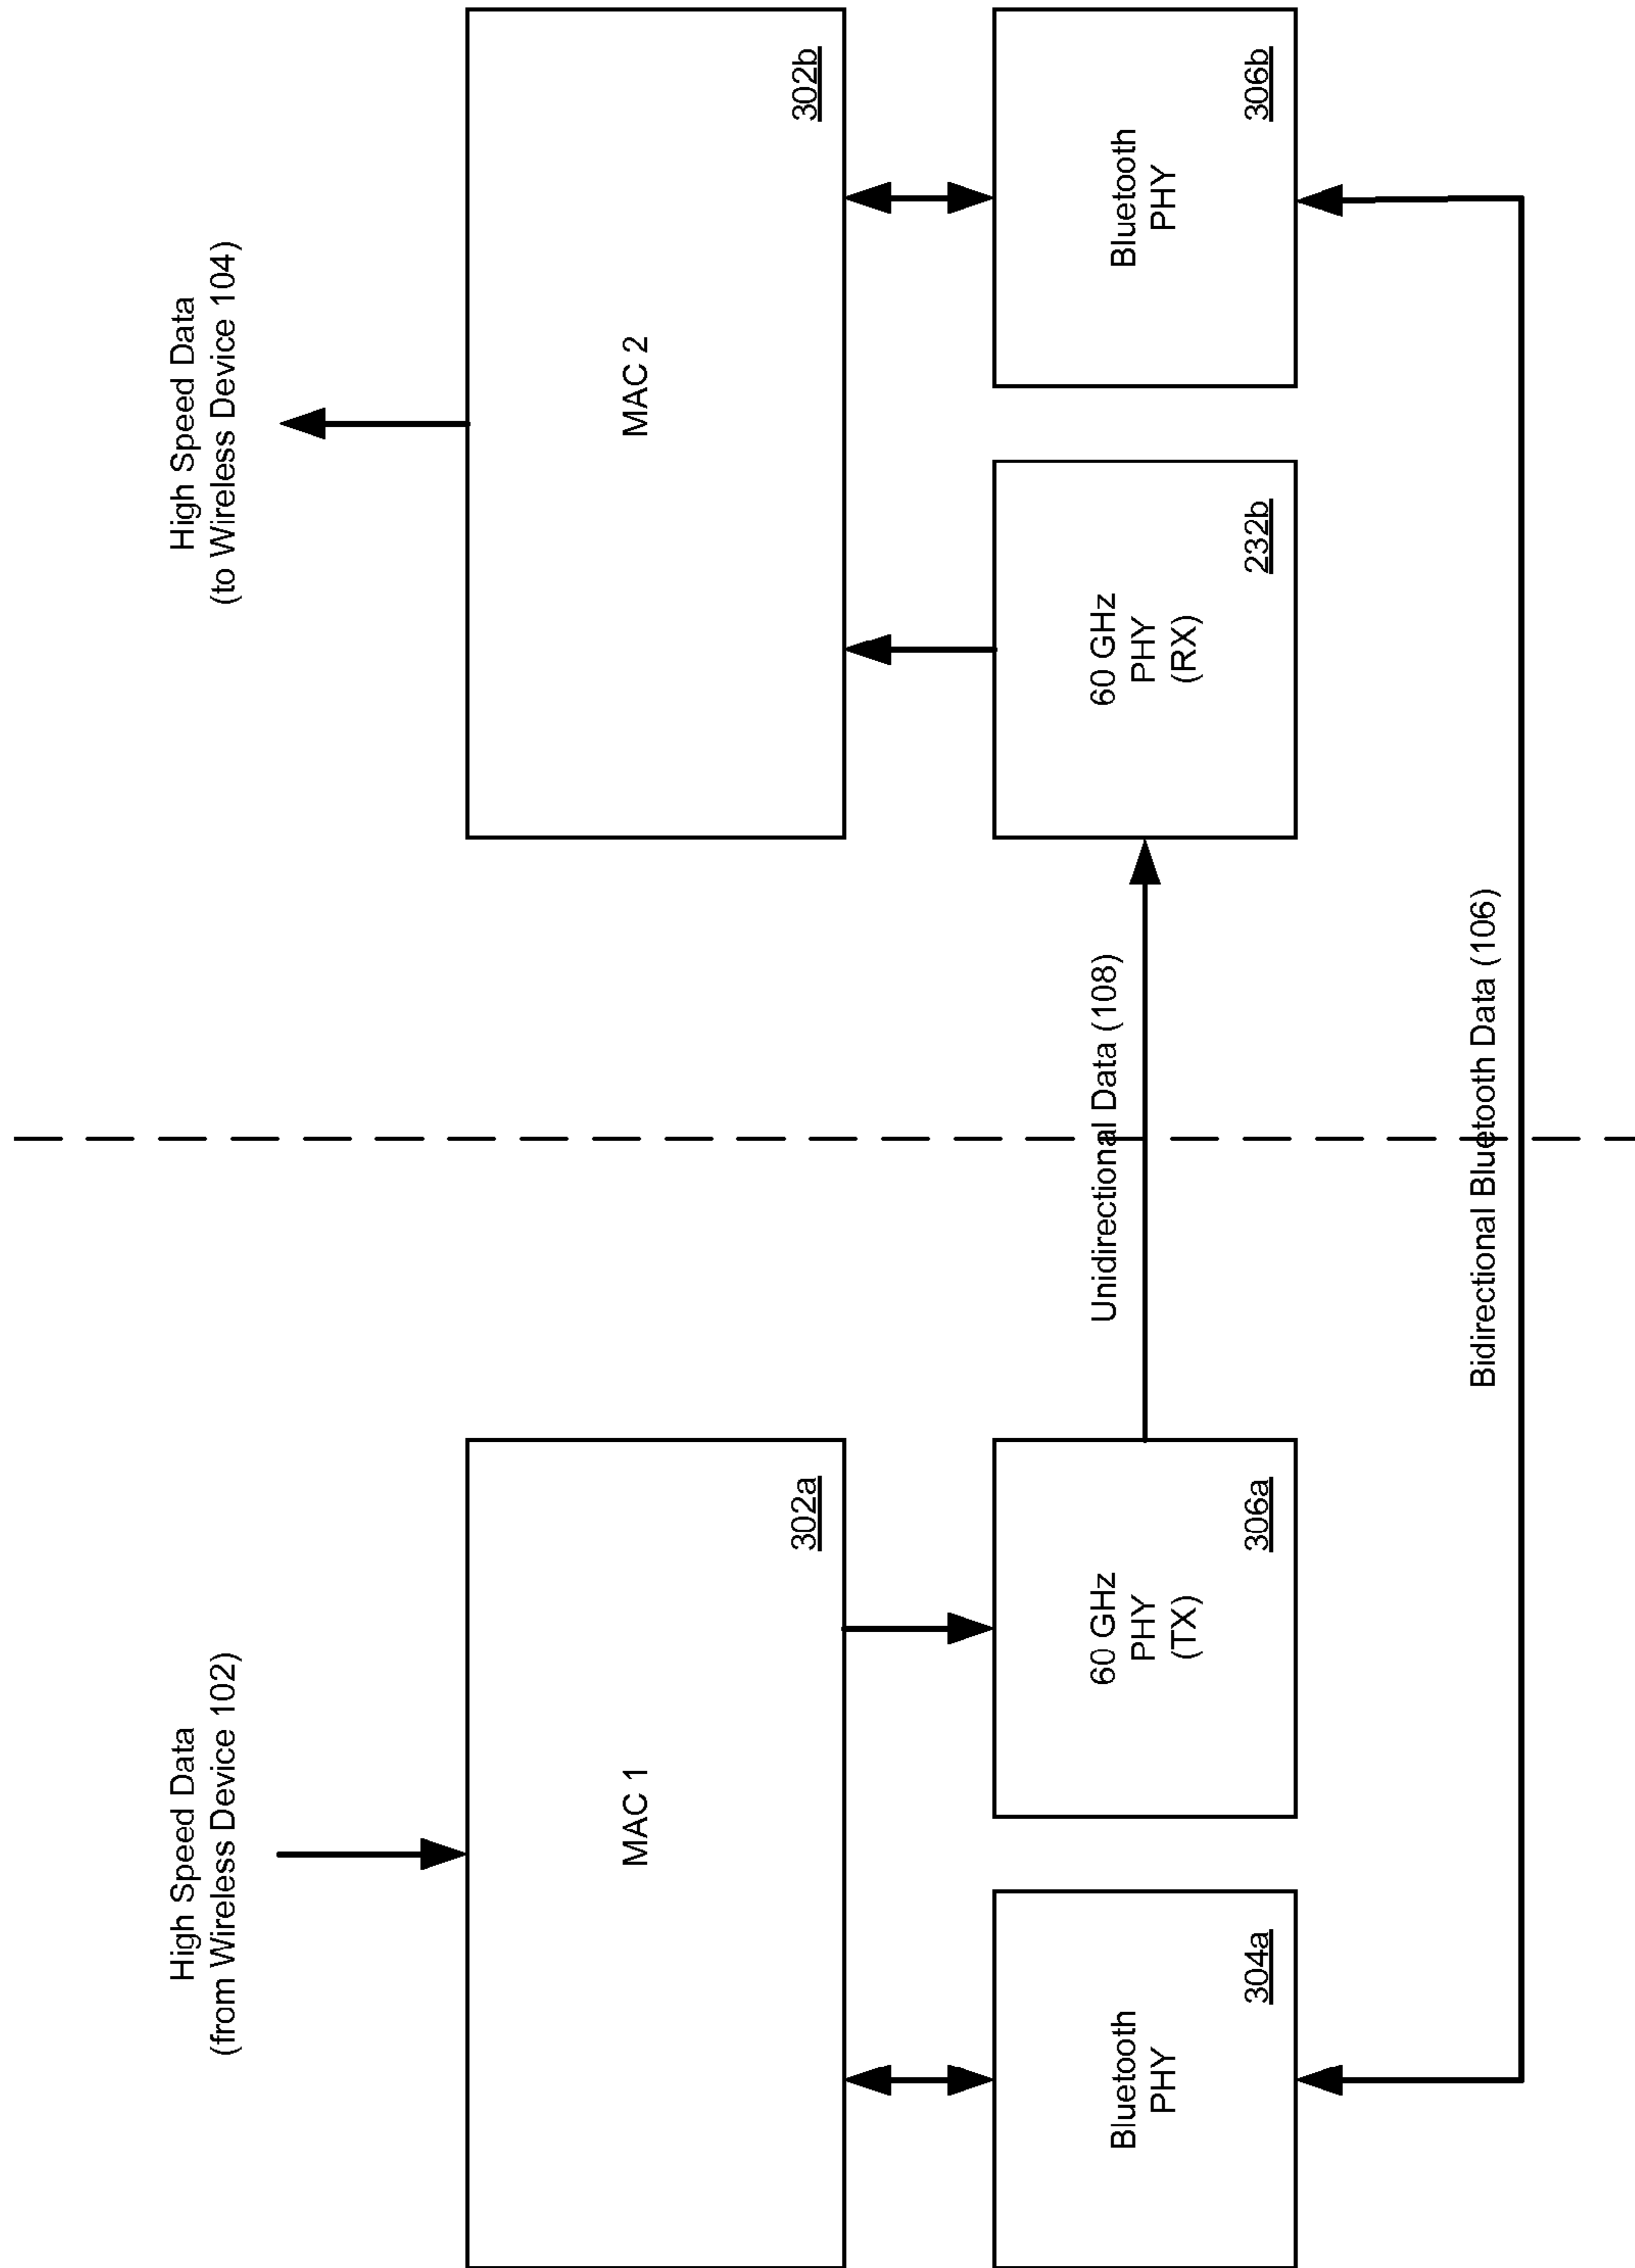 High Speed Data
(from Wireless Device 102)
High Speed Data
(to Wireless Device 104)
MAC 1
302a
MAC 2
302b
Bluetooth
PHY
304a
60 GHz
PHY
(TX)
306a
Unidirectional Data (108)
60 GHz
PHY
(RX)
232b
Bluetooth
PHY
306b
Bidirectional Bluetooth Data (106)